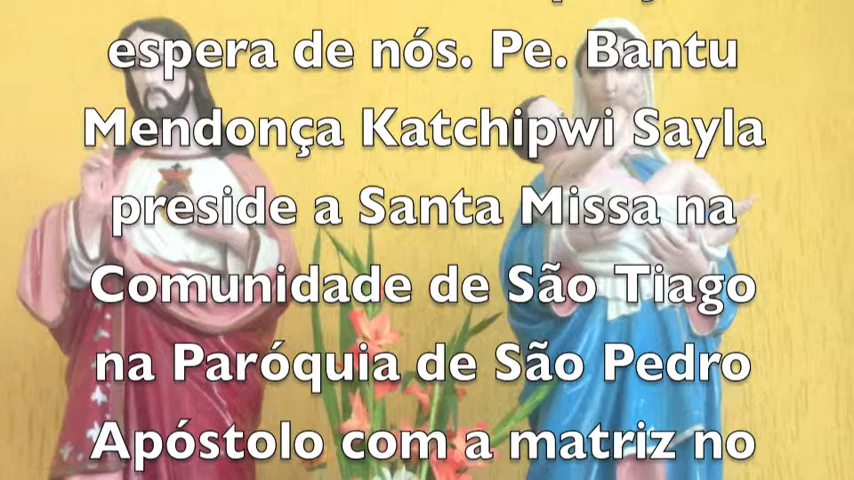 espera de nós. Pe. Bantu
Mendonça Katchipwi Sayla
preside a Santa Missa na
Comunidade de São Tiago
na Paróquia de São Pedro
Apóstolo com a matriz no